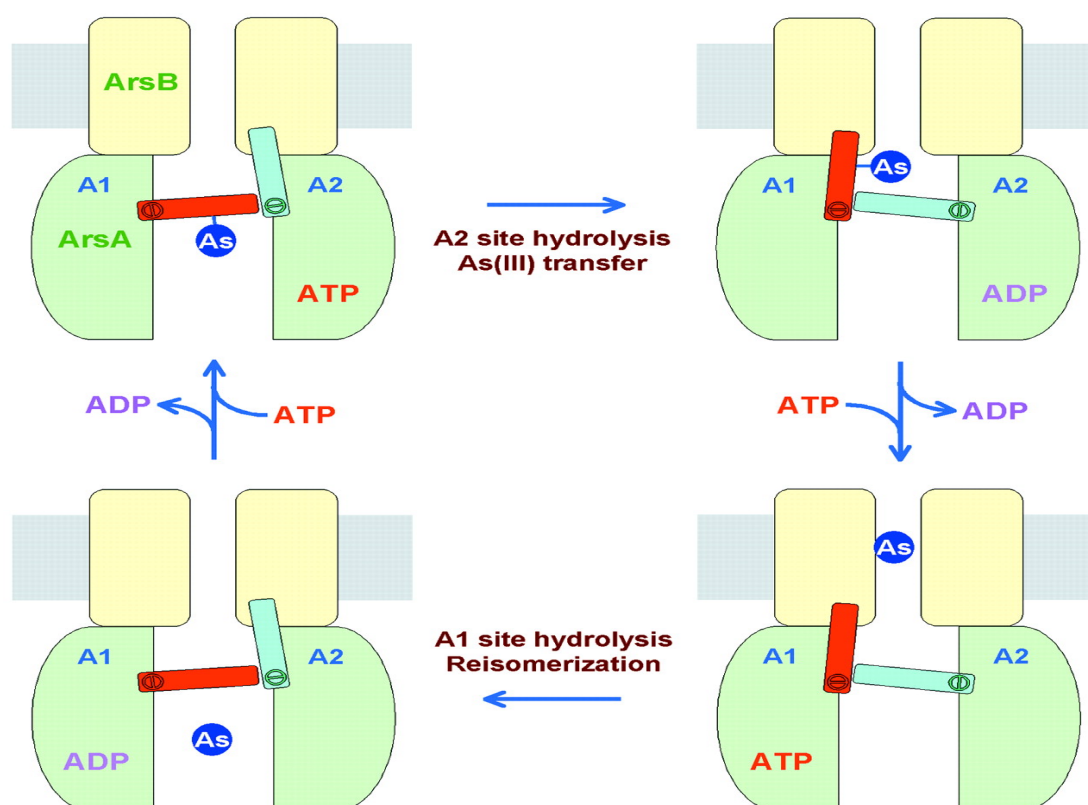 ArsB
A1
A2
ArsA
As
ATP
A2 site hydrolysis
As(III) transfer
As
A1
A2
ADP
ADP
ATP
ATP
ADP
A1
A2
As
ADP
A1 site hydrolysis
Reisomerization
As
A1
A2
ATP